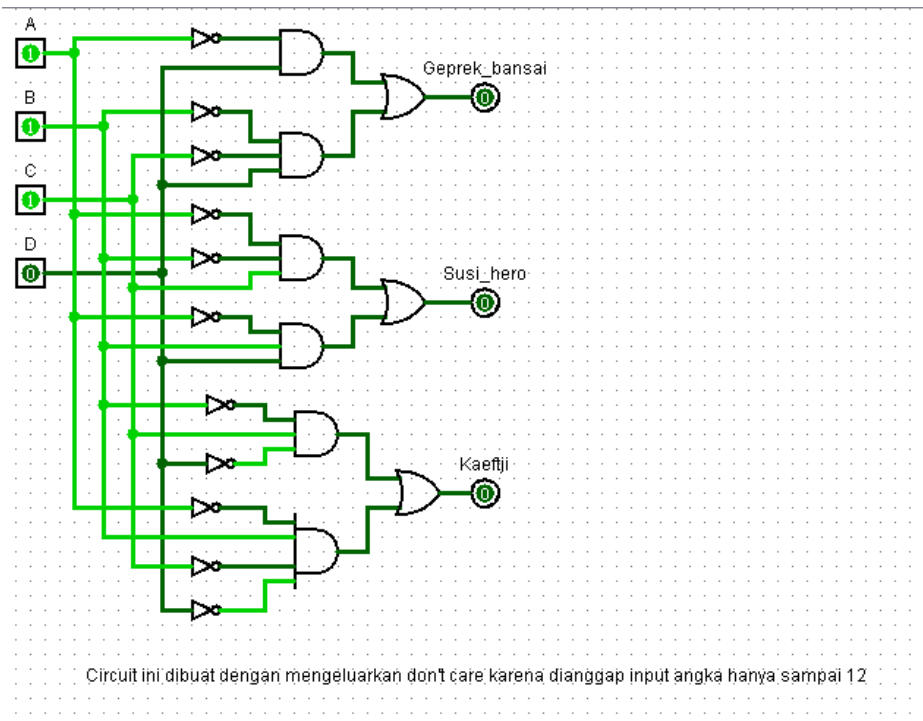 A
1
Geprek_bansai
0
B
1
C
1
D
0
Susi_hero
0
Kaeftji
0
Circuit ini dibuat dengan mengeluarkan don't care karena dianggap input angka hanya sampai 12